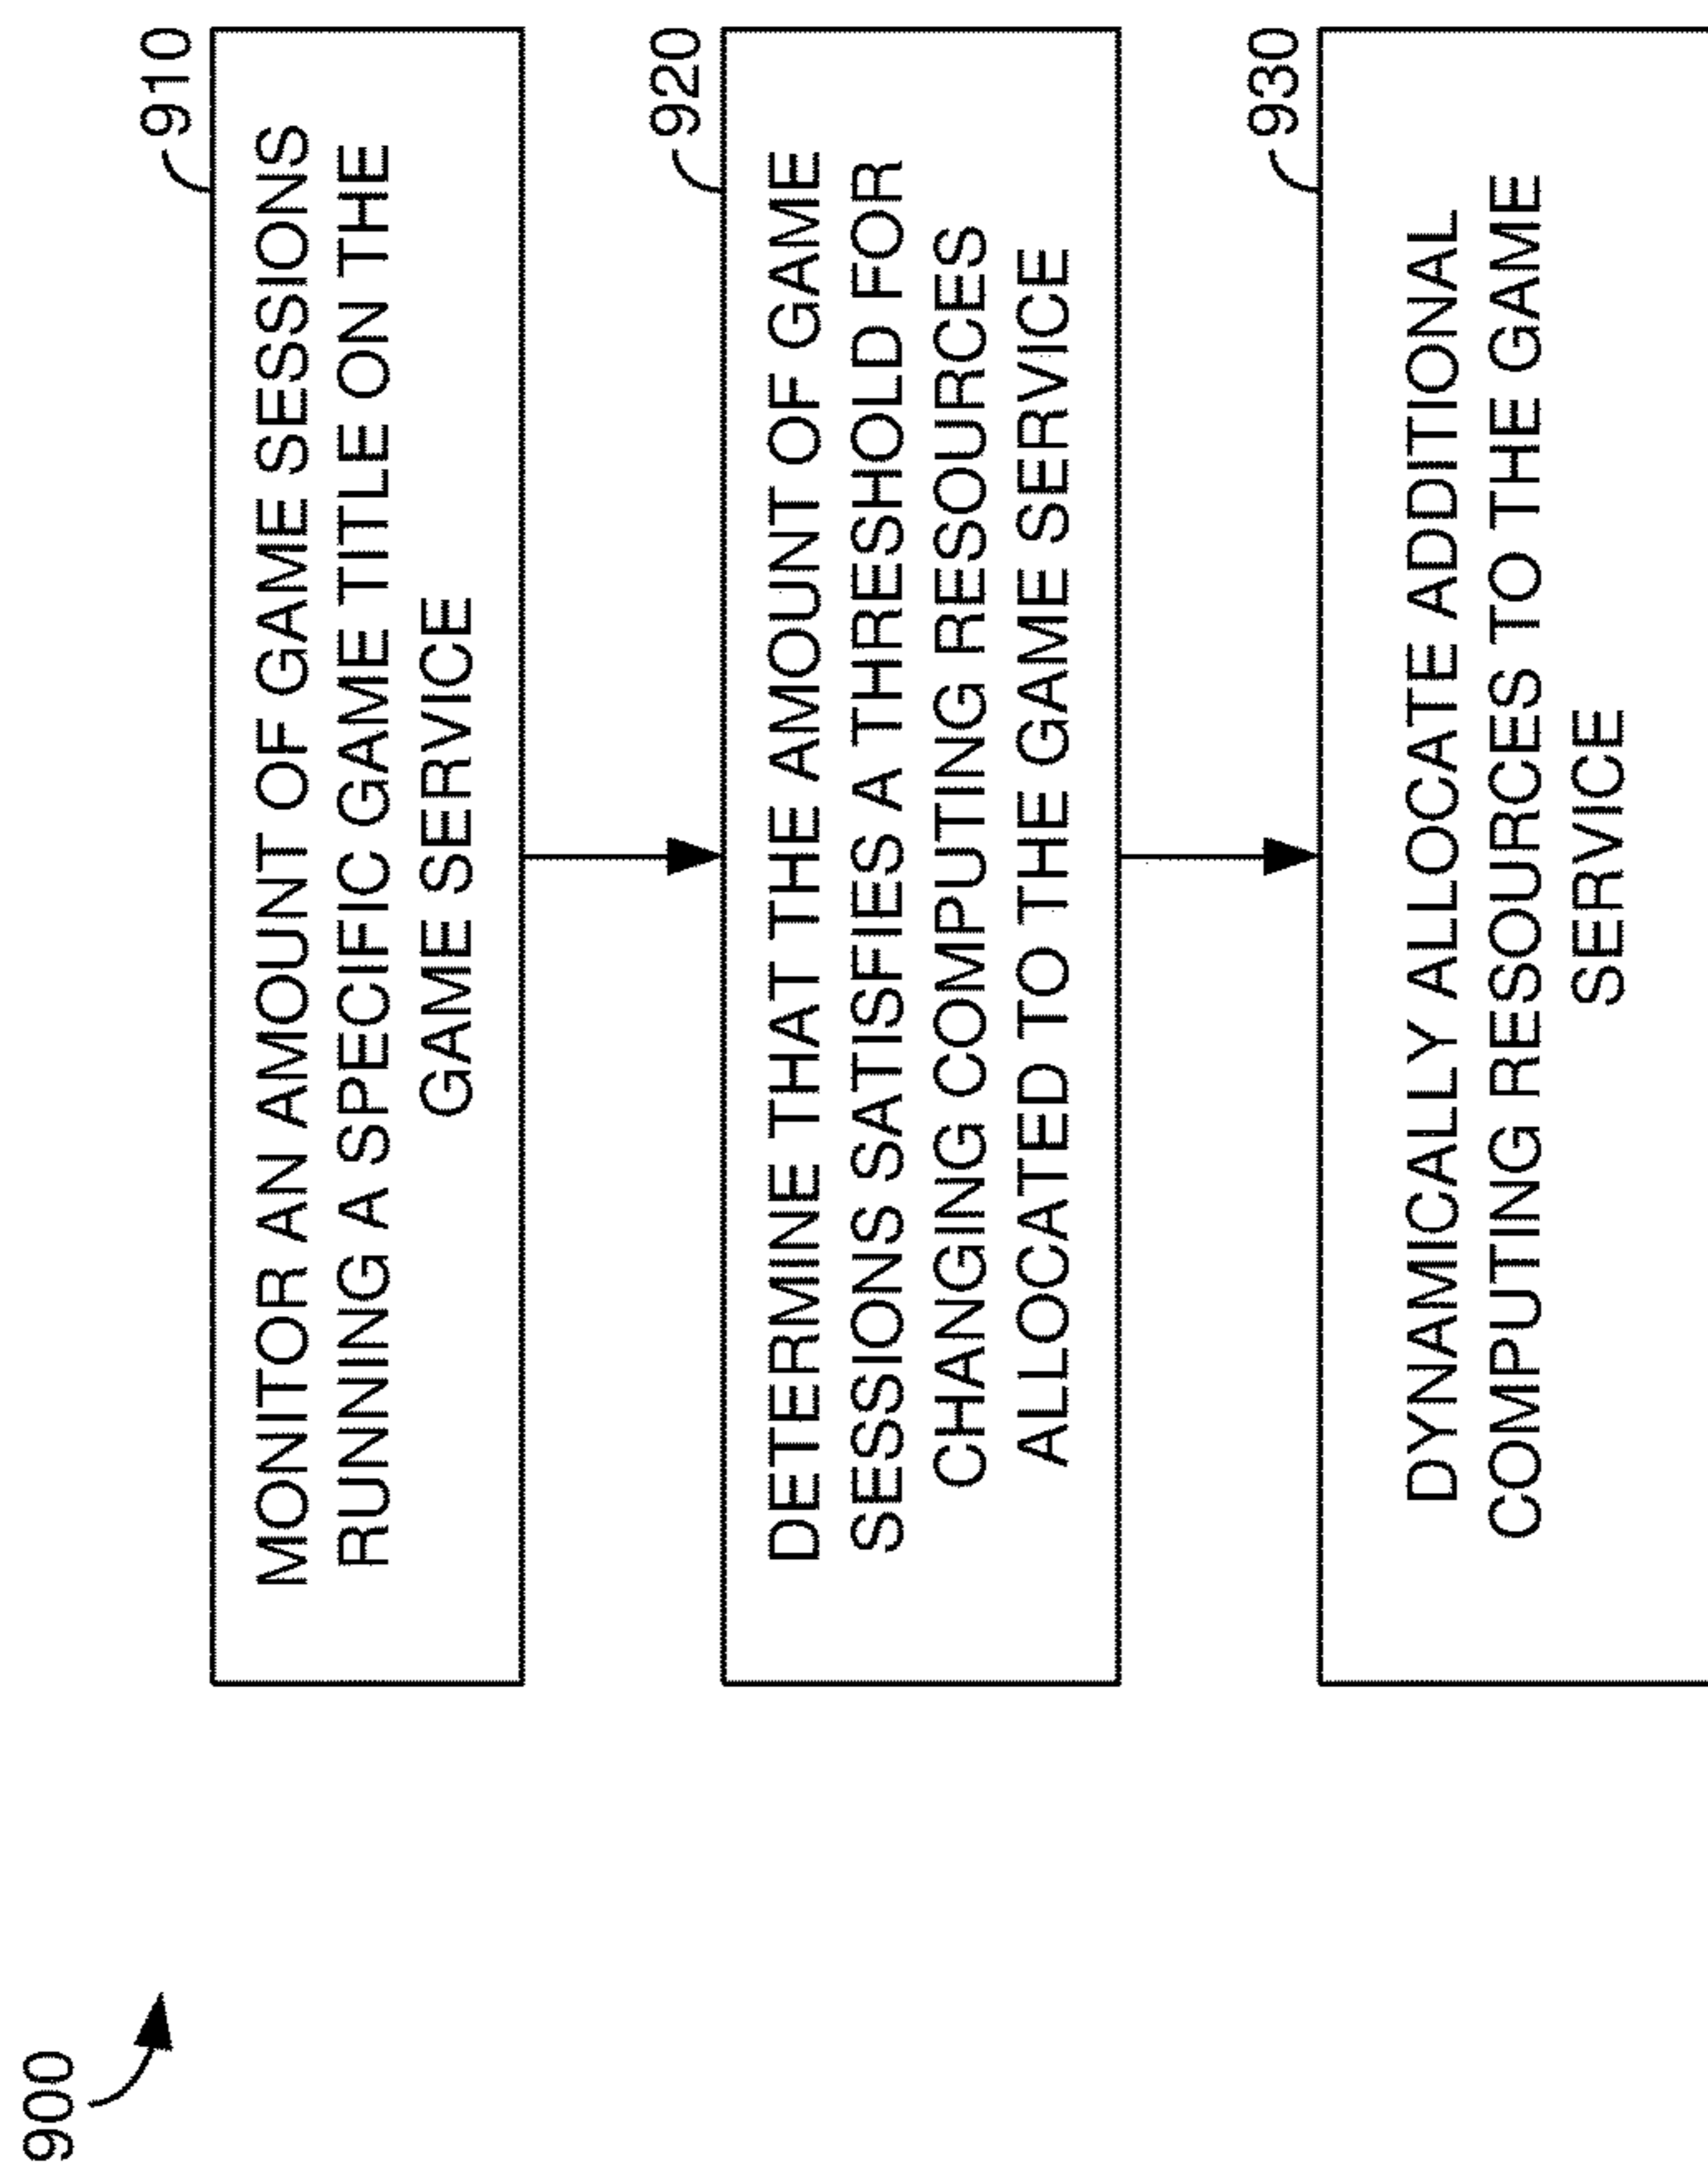 900
910
MONITOR AN AMOUNT OF GAME SESSIONS
RUNNING A SPECIFIC GAME TITLE ON THE
GAME SERVICE
920
DETERMINE THAT THE AMOUNT OF GAME
SESSIONS SATISFIES A THRESHOLD FOR
CHANGING COMPUTING RESOURCES
ALLOCATED TO THE GAME SERVICE
930
DYNAMICALLY ALLOCATE ADDITIONAL
COMPUTING RESOURCES TO THE GAME
SERVICE